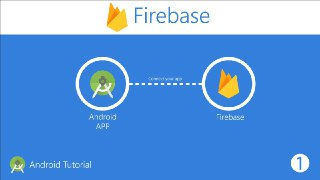 Firebase
Connect your app
Android
APP
Firebase
Android Tutorial
1